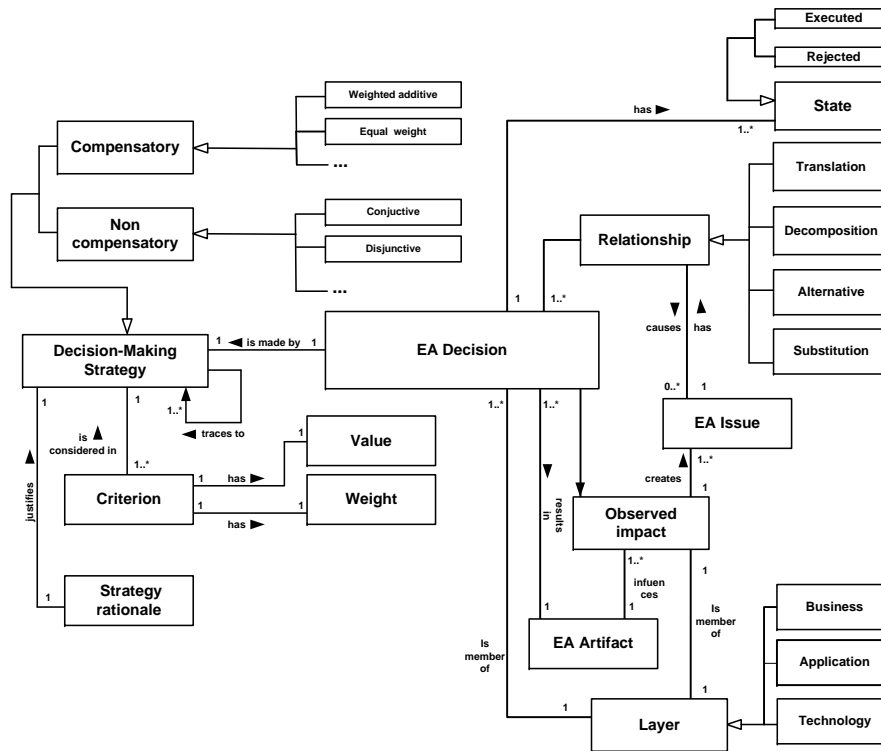 Executed
Rejected
State
has
1..*
Weighted additive
Equal weight
...
Compensatory
Non
compensatory
Conjuctive
Disjunctive
...
Translation
Decomposition
Alternative
Substitution
Relationship
1
1..*
causes
has
0..*
1
Decision-Making
Strategy
1
is made by
1
EA Decision
1..*
traces to
1
1
is
considered in
1..*
justifies
Criterion
1
has
1
Value
1
has
1
Weight
1
Strategy
rationale
1..*
1..*
results
in
EA Issue
1..*
creates
1
Observed
impact
1..*
1
infuen
ces
1
1
EA Artifact
Is
member
of
Is
member
of
1
1
Layer
Business
Application
Technology